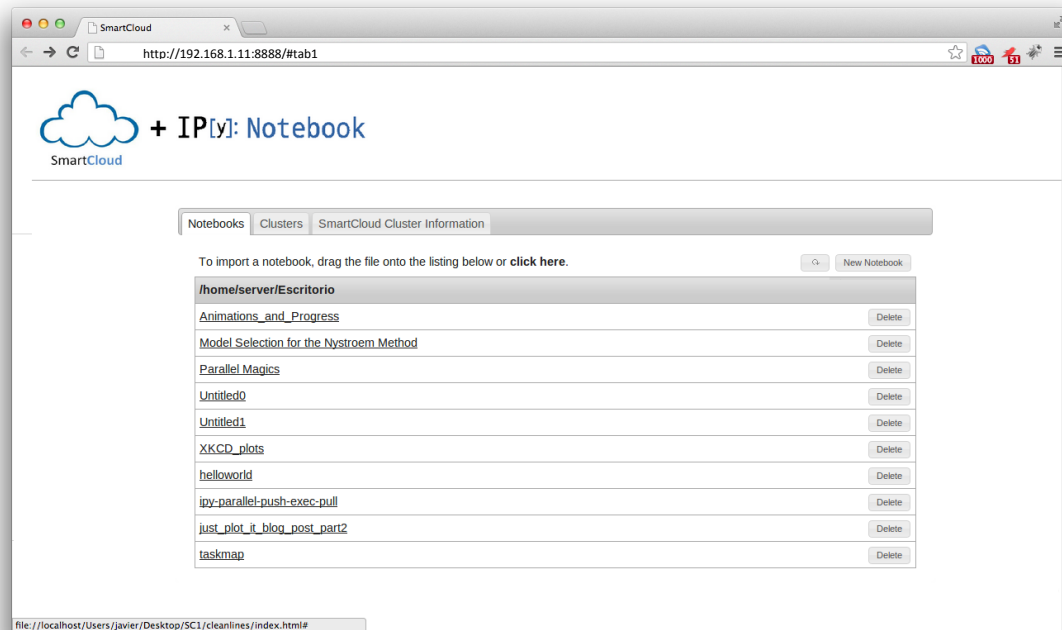 SmartCloud
http://192.168.1.11:8888/#tab1
1000
51
+ IP[y]: Notebook
SmartCloud
Notebooks Clusters SmartCloud Cluster Information
To import a notebook, drag the file onto the listing below or click here.
New Notebook
/home/server/Escritorio
Animations_and_Progress Delete
Model Selection for the Nystroem Method Delete
Parallel Magics Delete
Untitled0 Delete
Untitled1 Delete
XKCD_plots Delete
helloworld Delete
ipy-parallel-push-exec-pull Delete
just_plot_it_blog_post_part2 Delete
taskmap Delete
file://localhost/Users/javier/Desktop/SC1/cleanlines/index.html#